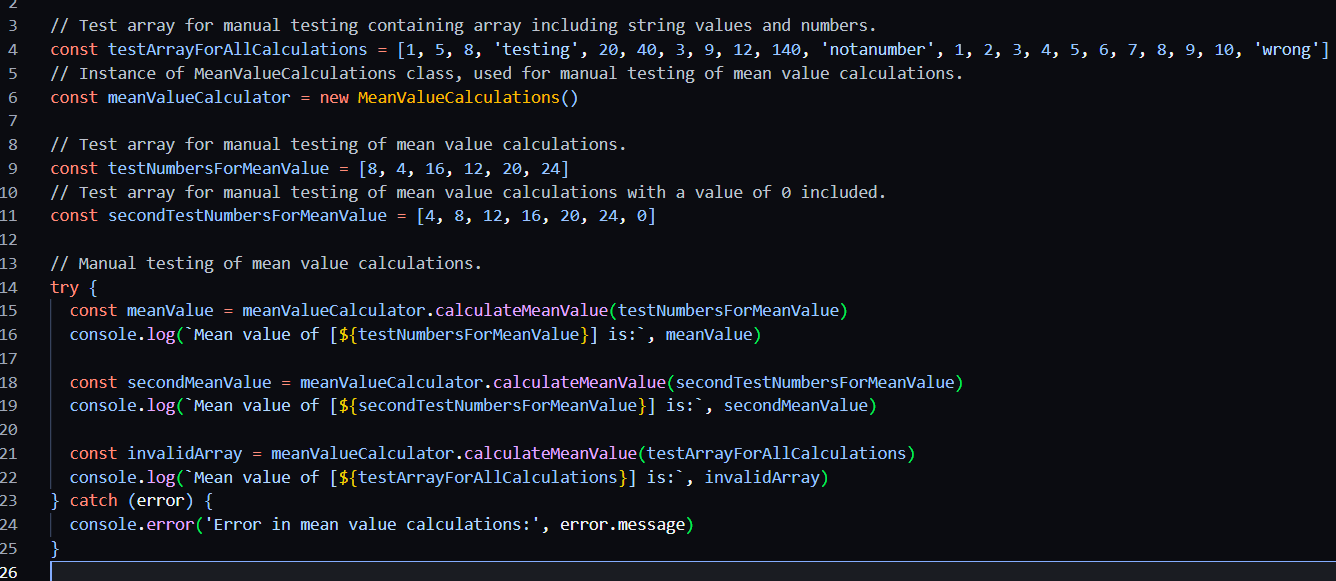 2
3 // Test array for manual testing containing array including string values and numbers.
4 const testArrayForAllCalculations = [1, 5, 8, 'testing', 20, 40, 3, 9, 12, 140, 'notanumber', 1, 2, 3, 4, 5, 6, 7, 8, 9, 10, 'wrong']
5 // Instance of MeanValueCalculations class, used for manual testing of mean value calculations.
6 const meanValueCalculator = new MeanValueCalculations()
7
8 // Test array for manual testing of mean value calculations.
9 const testNumbersForMeanValue = [8, 4, 16, 12, 20, 24]
10 // Test array for manual testing of mean value calculations with a value of 0 included.
11 const secondTestNumbersForMeanValue = [4, 8, 12, 16, 20, 24, 0]
12
13 // Manual testing of mean value calculations.
14 try {
15   const meanValue = meanValueCalculator.calculateMeanValue(testNumbersForMeanValue)
16   console.log(`Mean value of [${testNumbersForMeanValue}] is:`, meanValue)
17
18   const secondMeanValue = meanValueCalculator.calculateMeanValue(secondTestNumbersForMeanValue)
19   console.log(`Mean value of [${secondTestNumbersForMeanValue}] is:`, secondMeanValue)
20
21   const invalidArray = meanValueCalculator.calculateMeanValue(testArrayForAllCalculations)
22   console.log(`Mean value of [${testArrayForAllCalculations}] is:`, invalidArray)
23 } catch (error) {
24   console.error('Error in mean value calculations:', error.message)
25 }
26